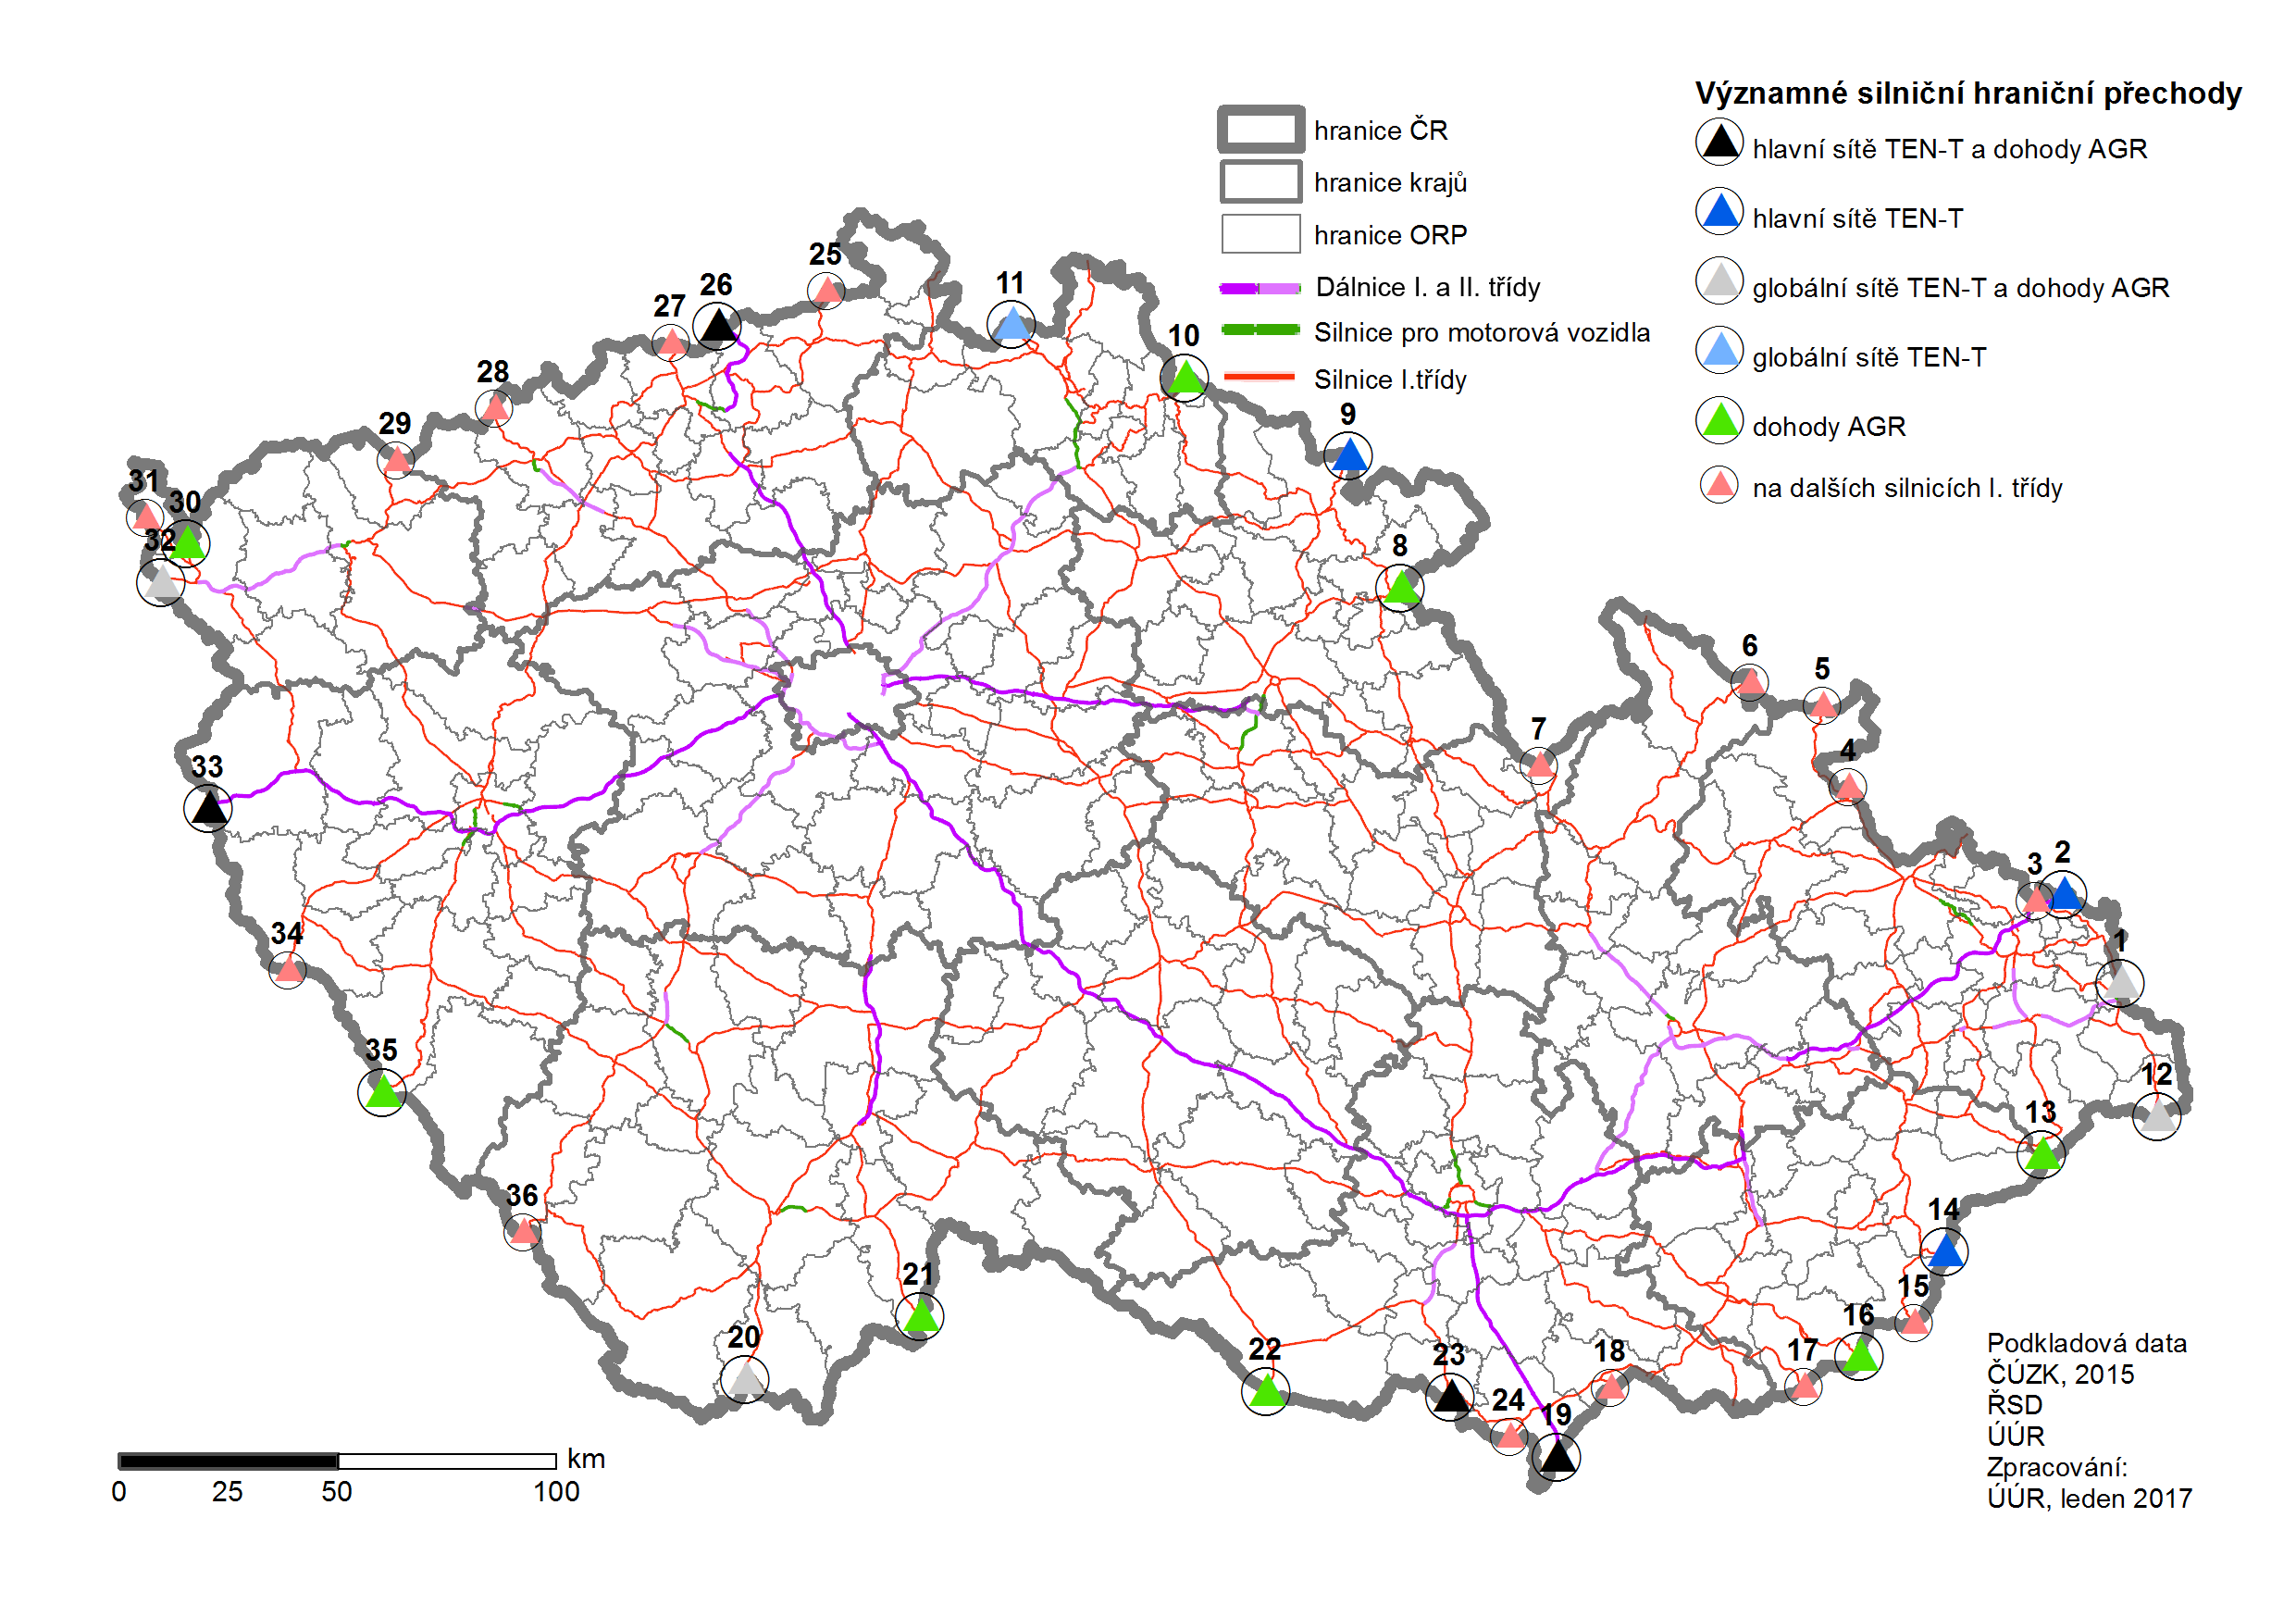 Významné silniční hraniční přechody
hlavní sítě TEN-T a dohody AGR
hlavní sítě TEN-T
globální sítě TEN-T a dohody AGR
globální sítě TEN-T
dohody AGR
na dalších silnicích I. třídy
hranice ČR
hranice krajů
hranice ORP
Dálnice I. a II. třídy
Silnice pro motorová vozidla
Silnice I.třídy
25
26
11
27
10
28
9
29
31
30
32
8
6
5
7
4
33
3
2
34
1
35
12
13
36
14
21
15
16
20
22
23
18
17
24
19
Podkladová data
ČÚZK, 2015
ŘSD
ÚÚR
Zpracování:
ÚÚR, leden 2017
km
0
25
50
100